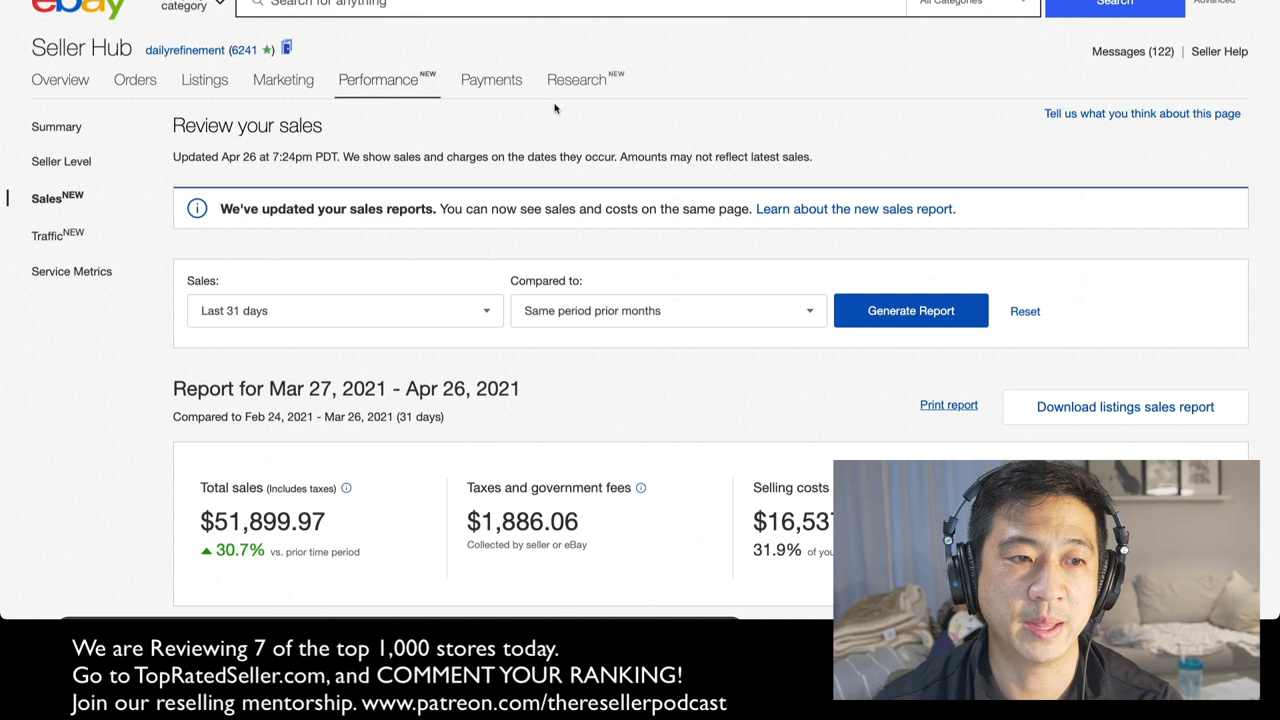 ebay
category
Search for anything
All Categories
Search
Advanced
Seller Hub dailyrefinement (6241 ★)
Messages (122) | Seller Help
Overview Orders Listings Marketing Performance NEW Payments Research NEW
Tell us what you think about this page
Summary
Seller Level
Sales NEW
Traffic NEW
Service Metrics
Review your sales
Updated Apr 26 at 7:24pm PDT. We show sales and charges on the dates they occur. Amounts may not reflect latest sales.
We've updated your sales reports. You can now see sales and costs on the same page. Learn about the new sales report.
Sales: Compared to:
Last 31 days Same period prior months Generate Report Reset
Report for Mar 27, 2021 - Apr 26, 2021
Compared to Feb 24, 2021 - Mar 26, 2021 (31 days)
Print report Download listings sales report
Total sales (Includes taxes) Taxes and government fees Selling costs
$51,899.97 $1,886.06 $16,537
30.7% vs. prior time period Collected by seller or eBay 31.9% of you
We are Reviewing 7 of the top 1,000 stores today.
Go to TopRatedSeller.com, and COMMENT YOUR RANKING!
Join our reselling mentorship. www.patreon.com/theresellerpodcast